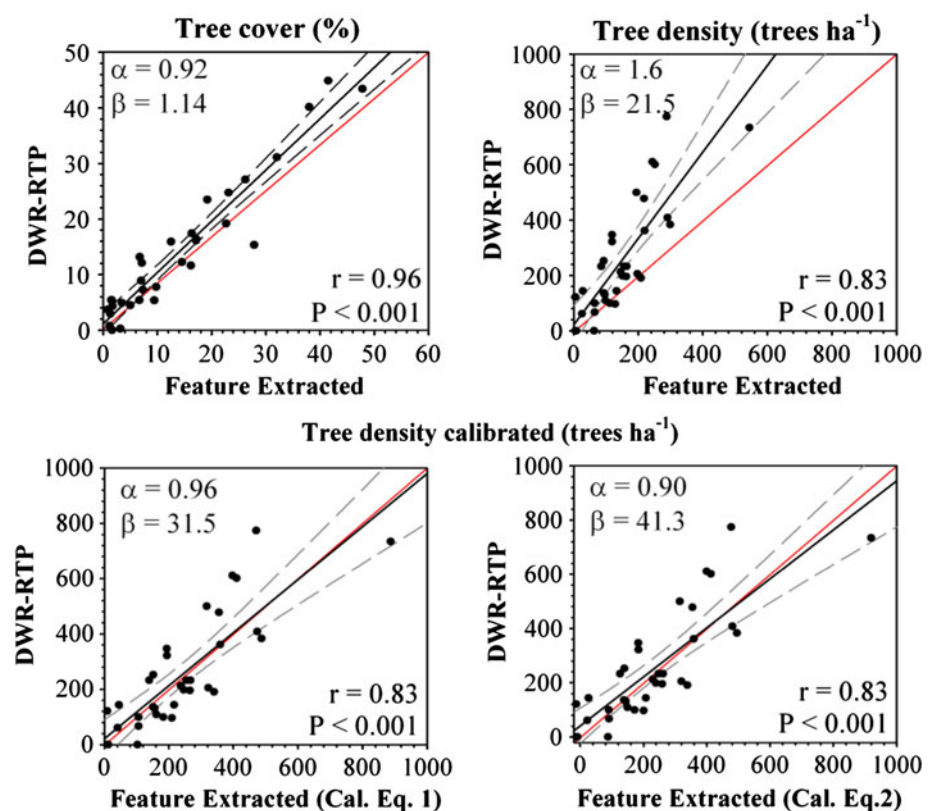 Tree cover (%)
50
40
30
20
10
0
DWR-RTP
α = 0.92
β = 1.14
r = 0.96
P < 0.001
0 10 20 30 40 50 60
Feature Extracted
Tree density (trees ha⁻¹)
1000
800
600
400
200
0
DWR-RTP
α = 1.6
β = 21.5
r = 0.83
P < 0.001
0 200 400 600 800 1000
Feature Extracted
Tree density calibrated (trees ha⁻¹)
1000
800
600
400
200
0
DWR-RTP
α = 0.96
β = 31.5
r = 0.83
P < 0.001
0 200 400 600 800 1000
Feature Extracted (Cal. Eq. 1)
1000
800
600
400
200
0
DWR-RTP
α = 0.90
β = 41.3
r = 0.83
P < 0.001
0 200 400 600 800 1000
Feature Extracted (Cal. Eq.2)